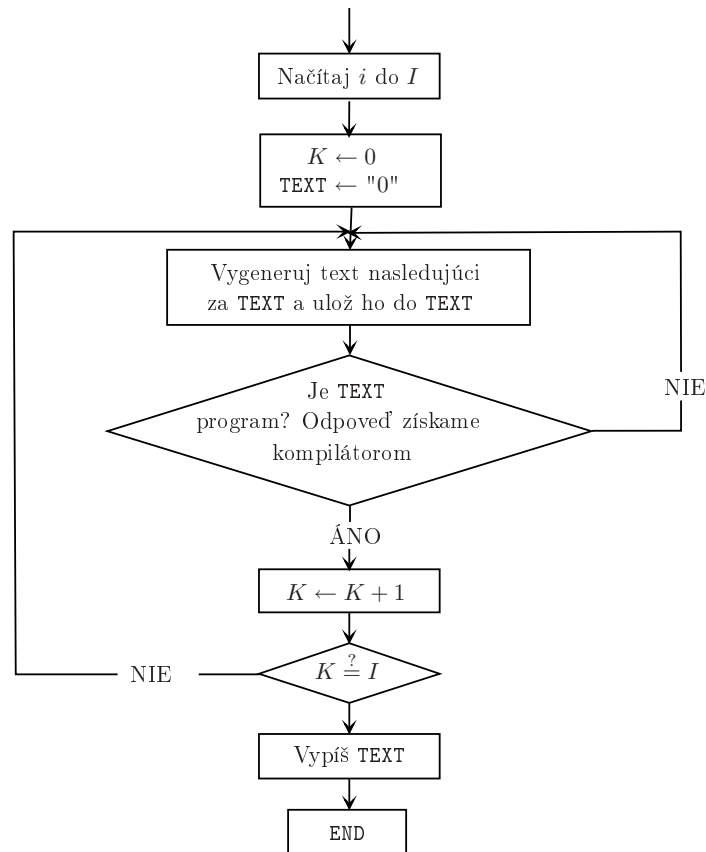 Načítaj i do I
K ← 0
TEXT ← "0"
Vygeneruj text nasledujúci
za TEXT a ulož ho do TEXT
NIE
Je TEXT
program? Odpoveď získame
kompilátorom
ÁNO
K ← K + 1
K ?= I
NIE
Vypíš TEXT
END